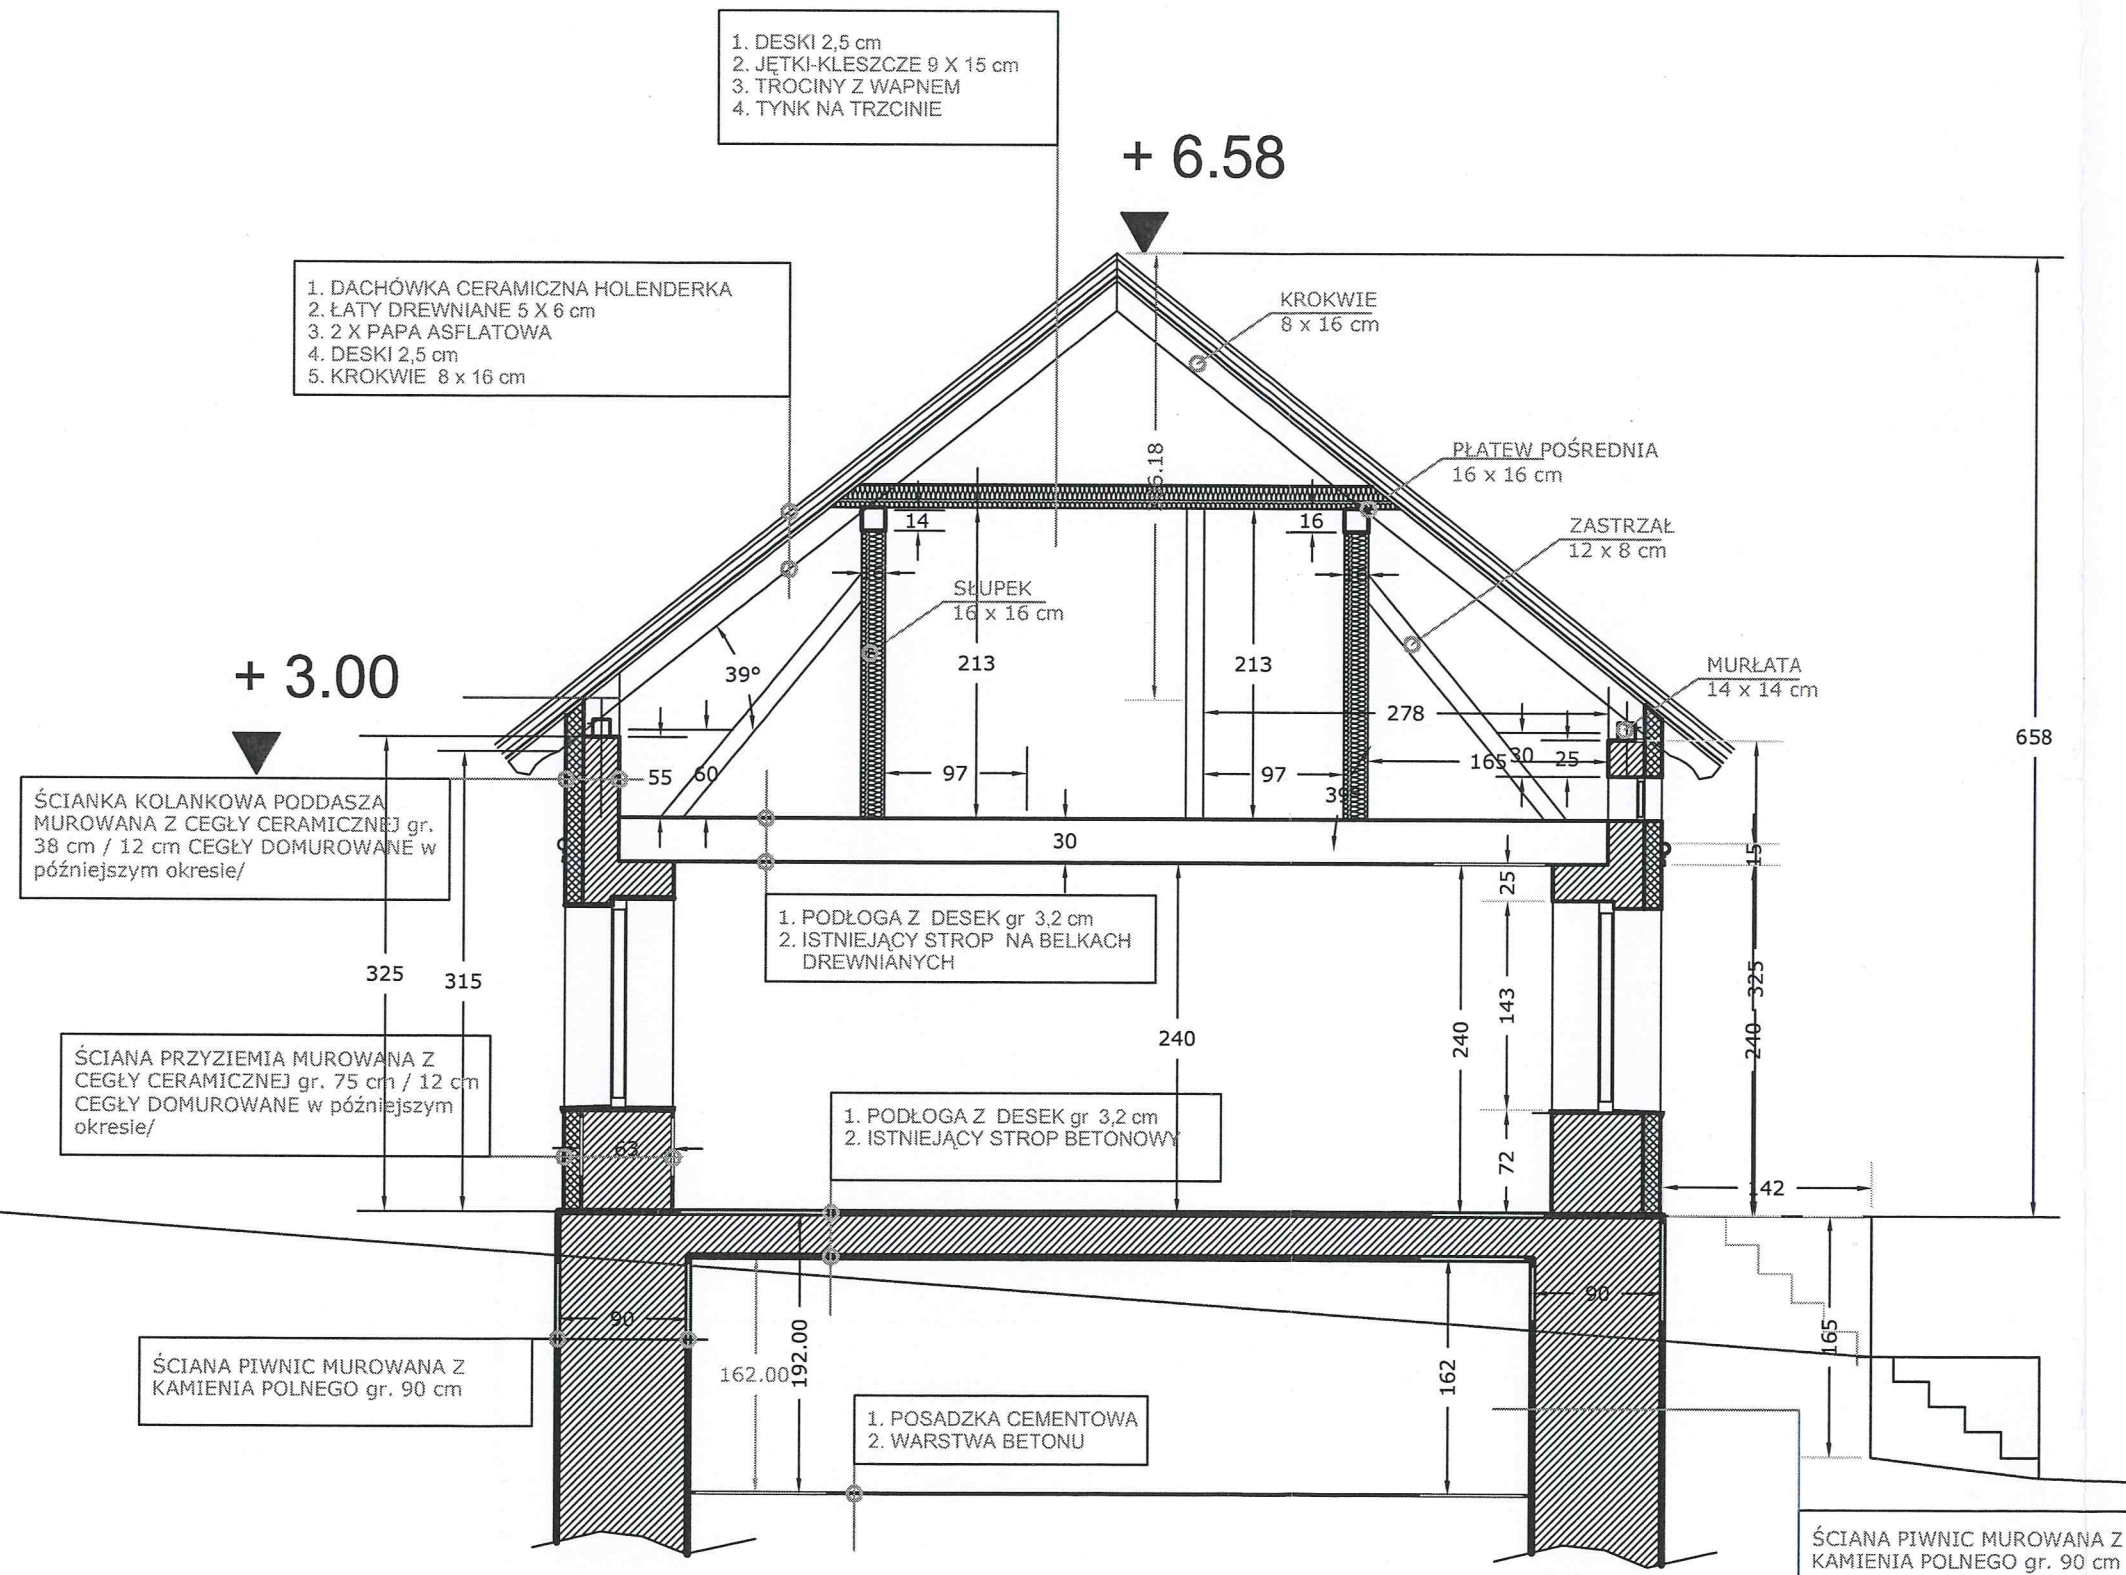 1. DESKI 2,5 cm
2. JĘTKI-KLESZCZE 9 X 15 cm
3. TROCINY Z WAPNEM
4. TYNK NA TRZCINIE
+ 6.58
1. DACHÓWKA CERAMICZNA HOLENDERKA
2. ŁATY DREWNIANE 5 X 6 cm
3. 2 X PAPA ASFLATOWA
4. DESKI 2,5 cm
5. KROKWIE 8 x 16 cm
KROKWIE
8 x 16 cm
6.18
PŁATEW POŚREDNIA
16 x 16 cm
14
16
ZASTRZAŁ
12 x 8 cm
SŁUPEK
16 x 16 cm
39°
213
213
+ 3.00
MURŁATA
14 x 14 cm
278
658
55
60
97
97
165
30
25
39°
ŚCIANKA KOLANKOWA PODDASZA
MUROWANA Z CEGŁY CERAMICZNEJ gr.
38 cm / 12 cm CEGŁY DOMUROWANE w
późniejszym okresie/
30
15
25
1. PODŁOGA Z DESEK gr 3,2 cm
2. ISTNIEJĄCY STROP NA BELKACH
DREWNIANYCH
325
315
143
325
240
240
240
ŚCIANA PRZYZIEMIA MUROWANA Z
CEGŁY CERAMICZNEJ gr. 75 cm / 12 cm
CEGŁY DOMUROWANE w późniejszym
okresie/
1. PODŁOGA Z DESEK gr 3,2 cm
2. ISTNIEJĄCY STROP BETONOWY
63
72
142
90
90
165
162.00
192.00
162
ŚCIANA PIWNIC MUROWANA Z
KAMIENIA POLNEGO gr. 90 cm
1. POSADZKA CEMENTOWA
2. WARSTWA BETONU
ŚCIANA PIWNIC MUROWANA Z
KAMIENIA POLNEGO gr. 90 cm